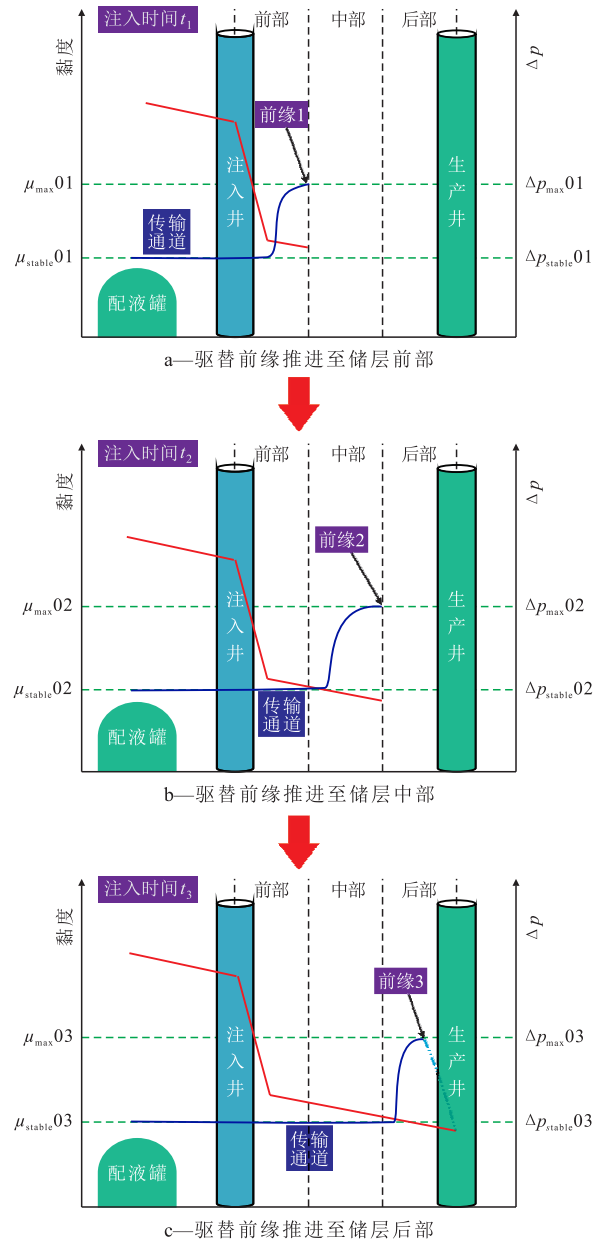 注入时间t₁
前部
中部
后部
黏度
Δp
前缘1
μmax01
Δpmax01
注入井
生产井
传输
通道
μstable01
Δpstable01
配液罐
a—驱替前缘推进至储层前部
注入时间t₂
前部
中部
后部
黏度
Δp
前缘2
μmax02
Δpmax02
注入井
生产井
μstable02
Δpstable02
传输
通道
配液罐
b—驱替前缘推进至储层中部
注入时间t₃
前部
中部
后部
黏度
Δp
前缘3
μmax03
Δpmax03
注入井
生产井
μstable03
Δpstable03
传输
通道
配液罐
c—驱替前缘推进至储层后部